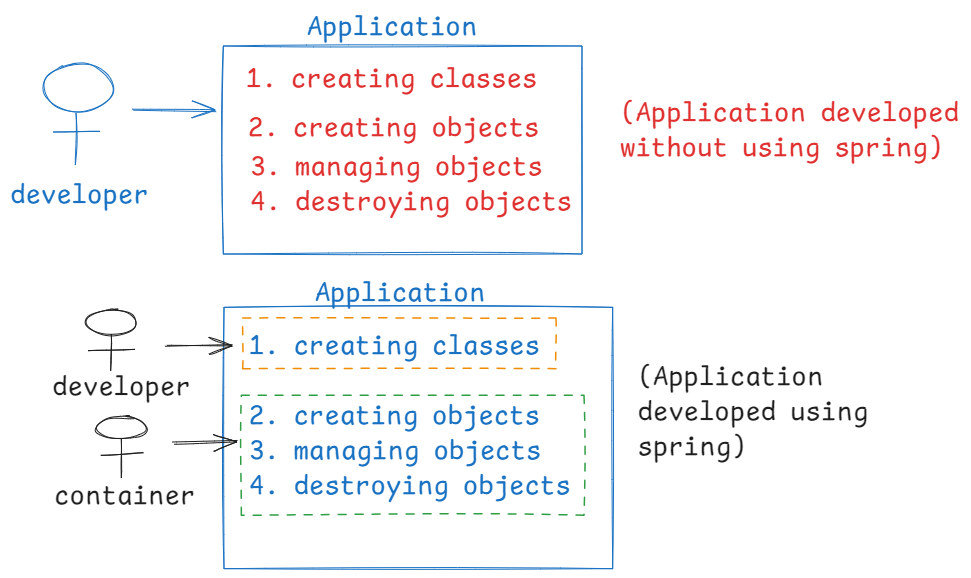 Application
1. creating classes
2. creating objects
3. managing objects
4. destroying objects
developer
(Application developed
without using spring)
Application
1. creating classes
developer
2. creating objects
3. managing objects
4. destroying objects
container
(Application
developed using
spring)